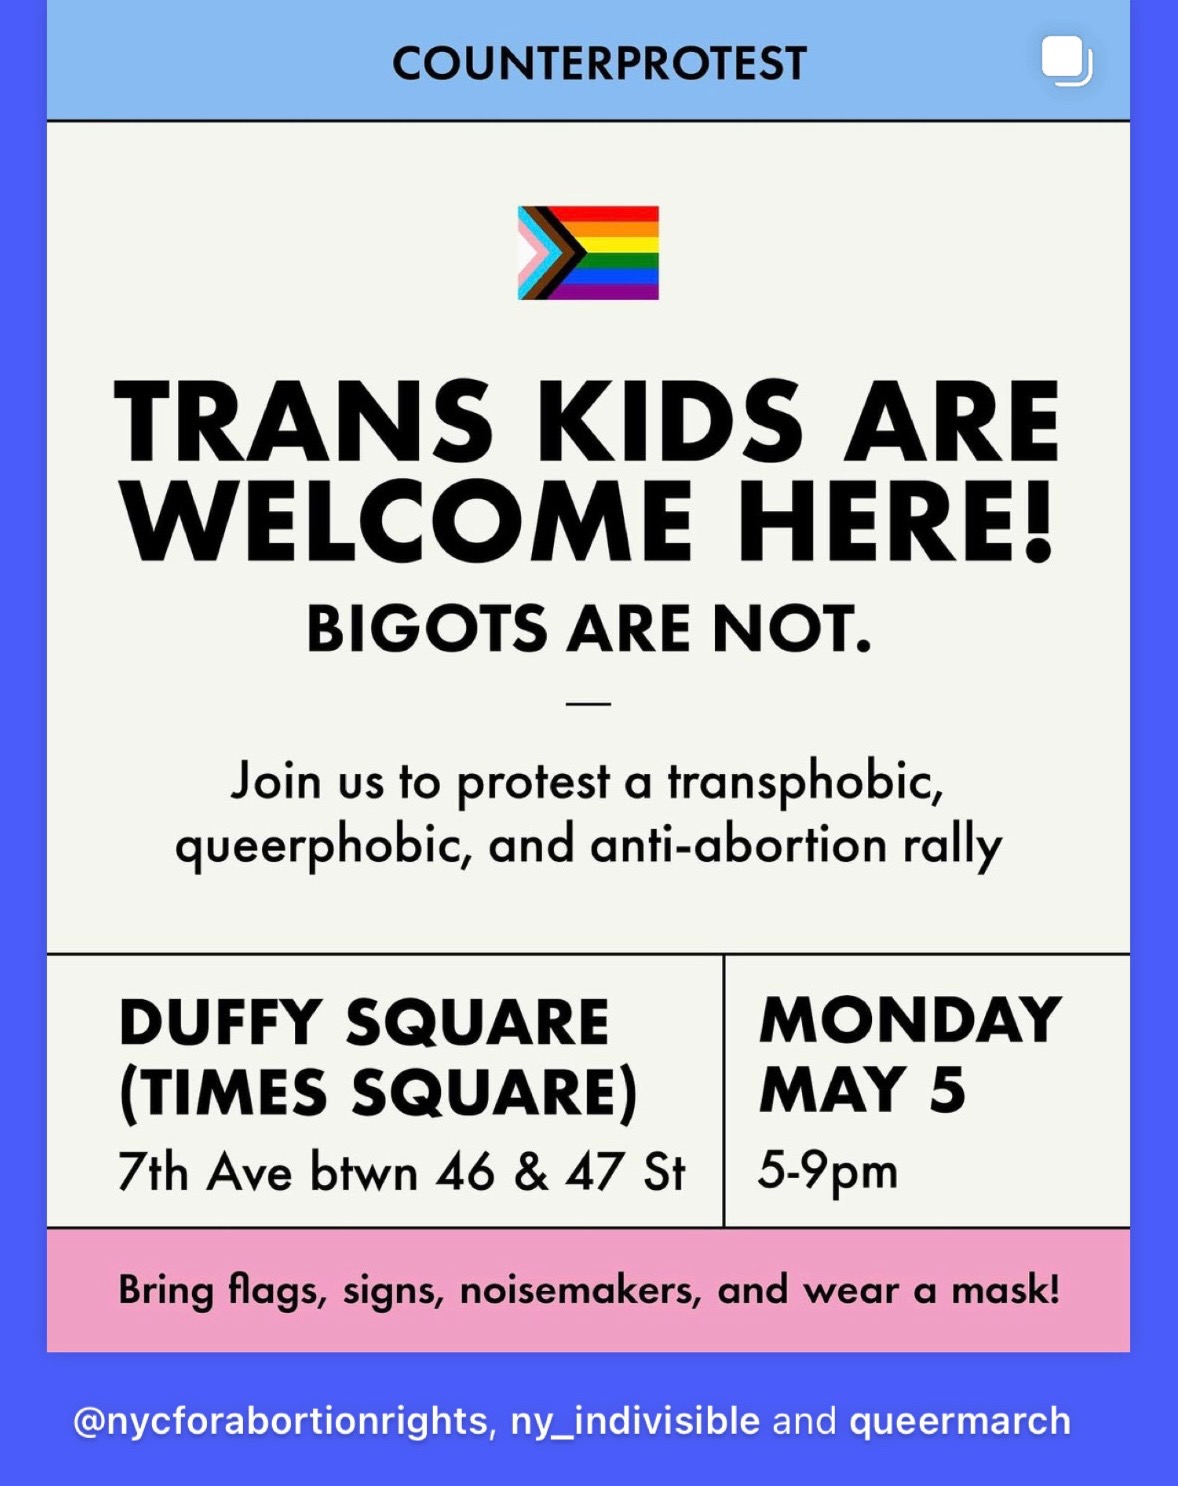 COUNTERPROTEST
TRANS KIDS ARE
WELCOME HERE!
BIGOTS ARE NOT.
Join us to protest a transphobic,
queerphobic, and anti-abortion rally
DUFFY SQUARE
(TIMES SQUARE)
7th Ave btwn 46 & 47 St
MONDAY
MAY 5
5-9pm
Bring flags, signs, noisemakers, and wear a mask!
@nycforabortionrights, ny_indivisible and queermarch